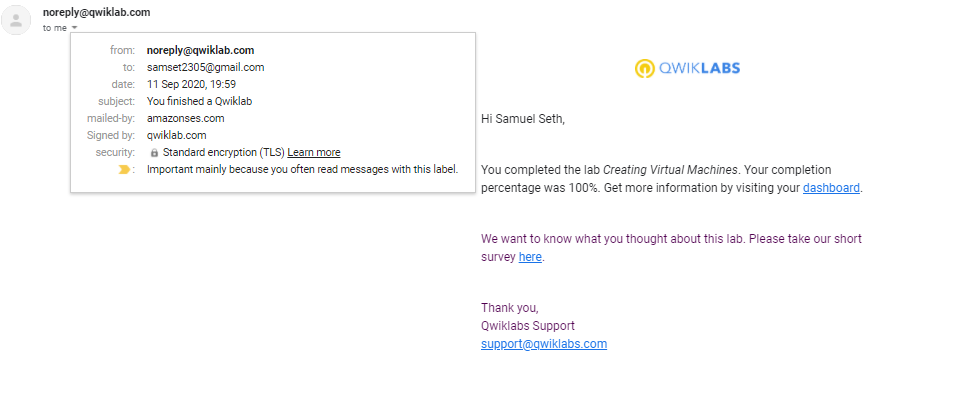 noreply@qwiklab.com
to me
from: noreply@qwiklab.com
to: samset2305@gmail.com
date: 11 Sep 2020, 19:59
subject: You finished a Qwiklab
mailed-by: amazonses.com
Signed by: qwiklab.com
security: Standard encryption (TLS) Learn more
: Important mainly because you often read messages with this label.
QWIKLABS
Hi Samuel Seth,
You completed the lab Creating Virtual Machines. Your completion
percentage was 100%. Get more information by visiting your dashboard.
We want to know what you thought about this lab. Please take our short
survey here.
Thank you,
Qwiklabs Support
support@qwiklabs.com